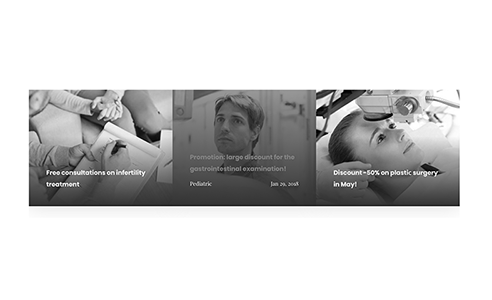 Free consultations on infertility
treatment
Promotion: large discount for the
gastrointestinal examination!
Pediatric
Jan 29, 2018
Discount -50% on plastic surgery
in May!